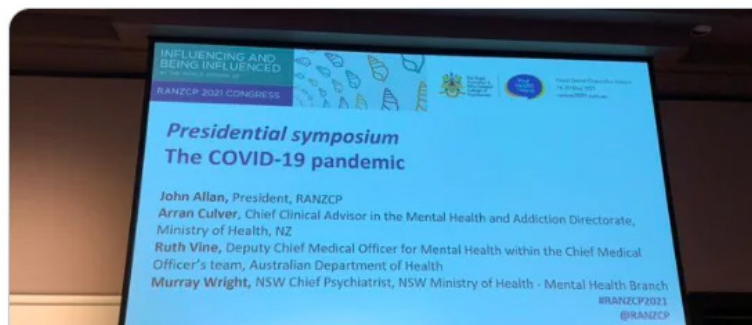 INFLUENCING AND
BEING INFLUENCED
RANZCP 2021 CONGRESS
Presidential symposium
The COVID-19 pandemic
John Allan, President, RANZCP
Arran Culver, Chief Clinical Advisor in the Mental Health and Addiction Directorate,
Ministry of Health, NZ
Ruth Vine, Deputy Chief Medical Officer for Mental Health within the Chief Medical
Officer's team, Australian Department of Health
Murray Wright, NSW Chief Psychiatrist, NSW Ministry of Health - Mental Health Branch
#RANZCP2021
@RANZCP